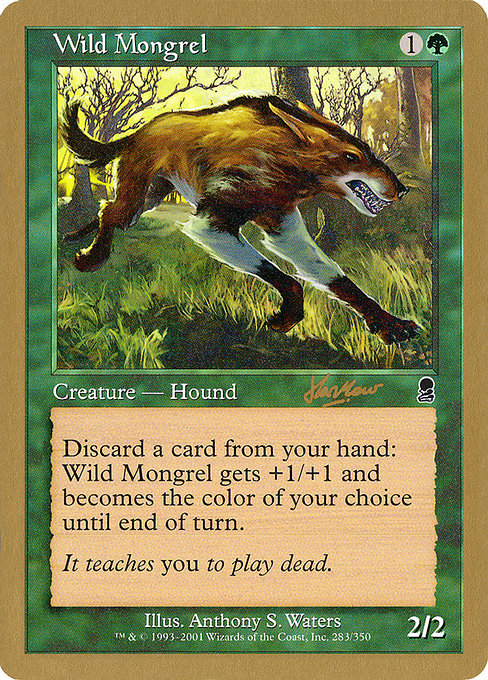 Wild Mongrel 1
Creature — Hound
Discard a card from your hand:
Wild Mongrel gets +1/+1 and
becomes the color of your choice
until end of turn.
It teaches you to play dead.
Illus. Anthony S. Waters
™ & © 1993-2001 Wizards of the Coast, Inc. 283/350
2/2